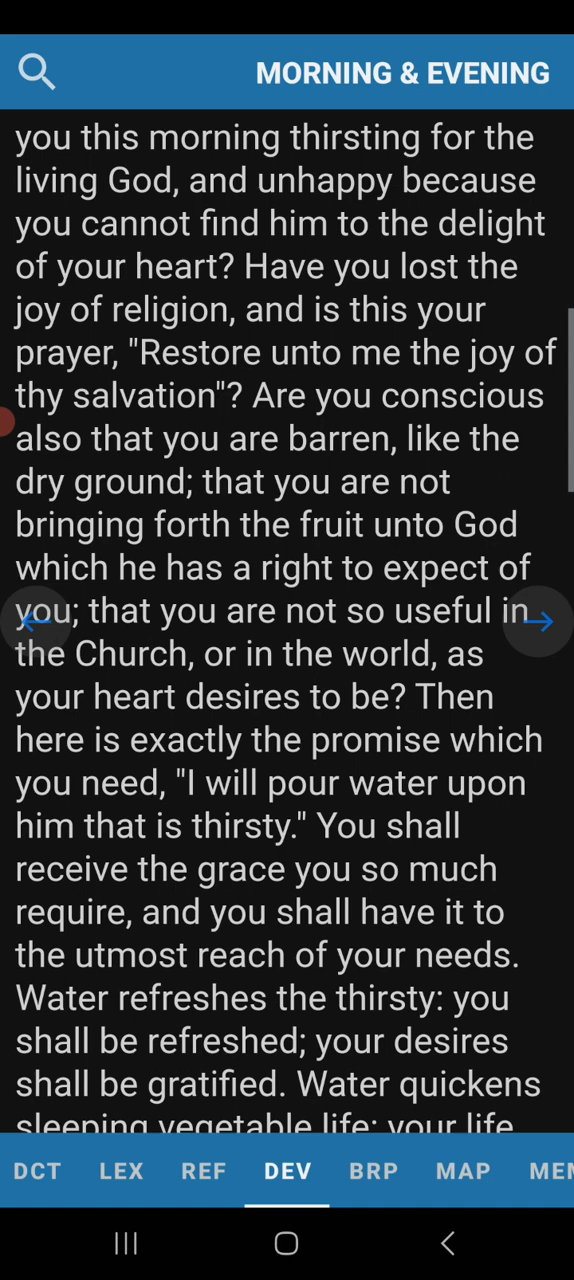 MORNING & EVENING
you this morning thirsting for the
living God, and unhappy because
you cannot find him to the delight
of your heart? Have you lost the
joy of religion, and is this your
prayer, "Restore unto me the joy of
thy salvation"? Are you conscious
also that you are barren, like the
dry ground; that you are not
bringing forth the fruit unto God
which he has a right to expect of
you; that you are not so useful in
the Church, or in the world, as
your heart desires to be? Then
here is exactly the promise which
you need, "I will pour water upon
him that is thirsty." You shall
receive the grace you so much
require, and you shall have it to
the utmost reach of your needs.
Water refreshes the thirsty: you
shall be refreshed; your desires
shall be gratified. Water quickens
sleeping vegetable life: your life
DCT LEX REF DEV BRP MAP MEM